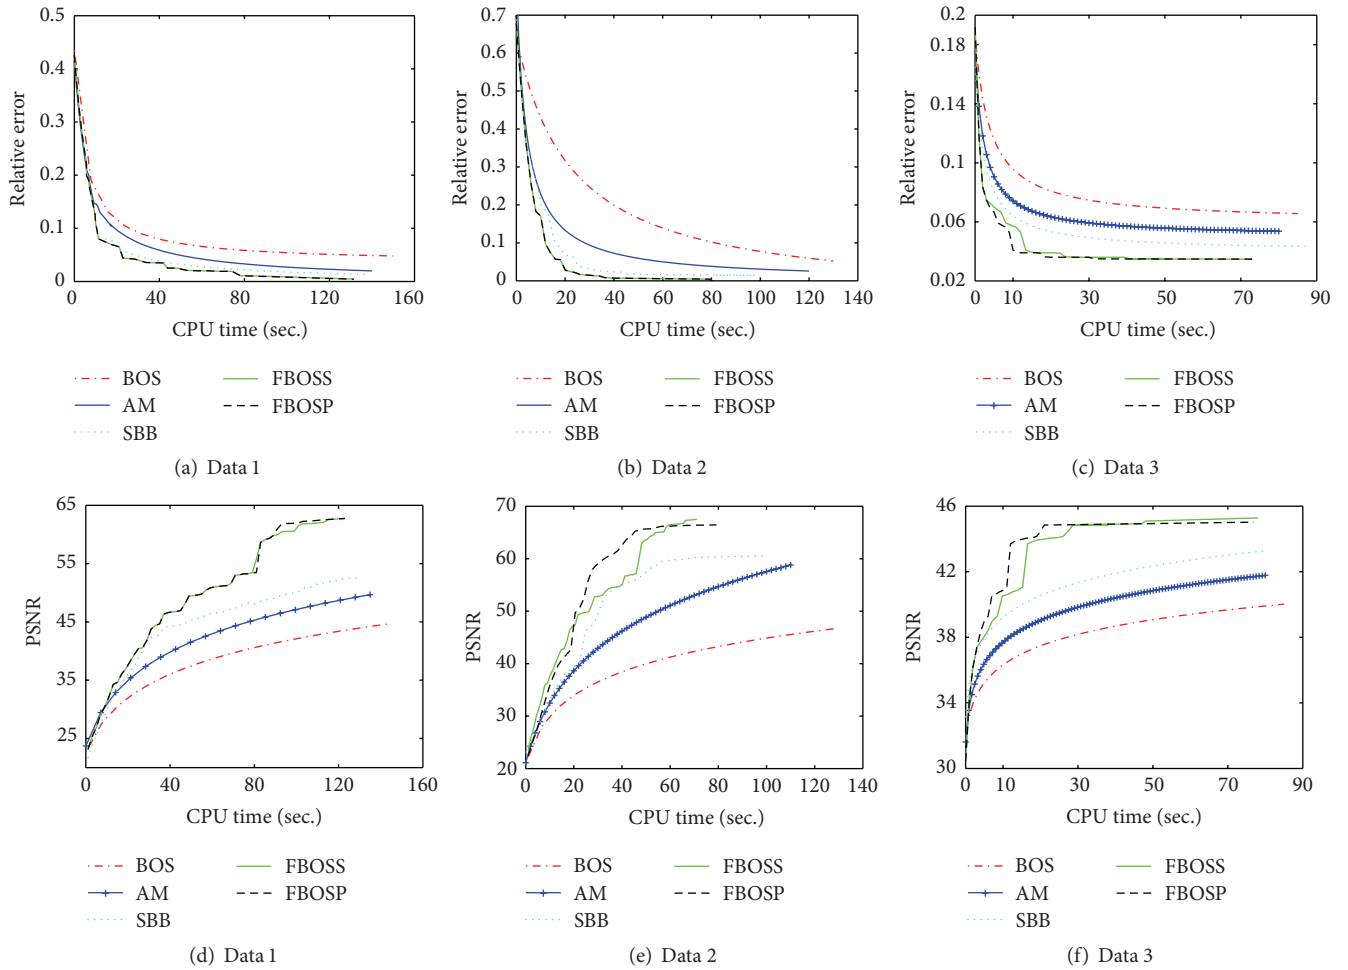 0.5
0.4
0.3
0.2
0.1
0
Relative error
0 40 80 120 160
CPU time (sec.)
BOS
AM
SBB
FBOSS
FBOSP
(a) Data 1
0.7
0.6
0.5
0.4
0.3
0.2
0.1
0
Relative error
0 20 40 60 80 100 120 140
CPU time (sec.)
BOS
AM
SBB
FBOSS
FBOSP
(b) Data 2
0.2
0.18
0.14
0.1
0.06
0.02
Relative error
0 10 30 50 70 90
CPU time (sec.)
BOS
AM
SBB
FBOSS
FBOSP
(c) Data 3
65
55
45
35
25
PSNR
0 40 80 120 160
CPU time (sec.)
BOS
AM
SBB
FBOSS
FBOSP
(d) Data 1
70
60
50
40
30
20
PSNR
0 20 40 60 80 100 120 140
CPU time (sec.)
BOS
AM
SBB
FBOSS
FBOSP
(e) Data 2
46
42
38
34
30
PSNR
0 10 30 50 70 90
CPU time (sec.)
BOS
AM
SBB
FBOSS
FBOSP
(f) Data 3